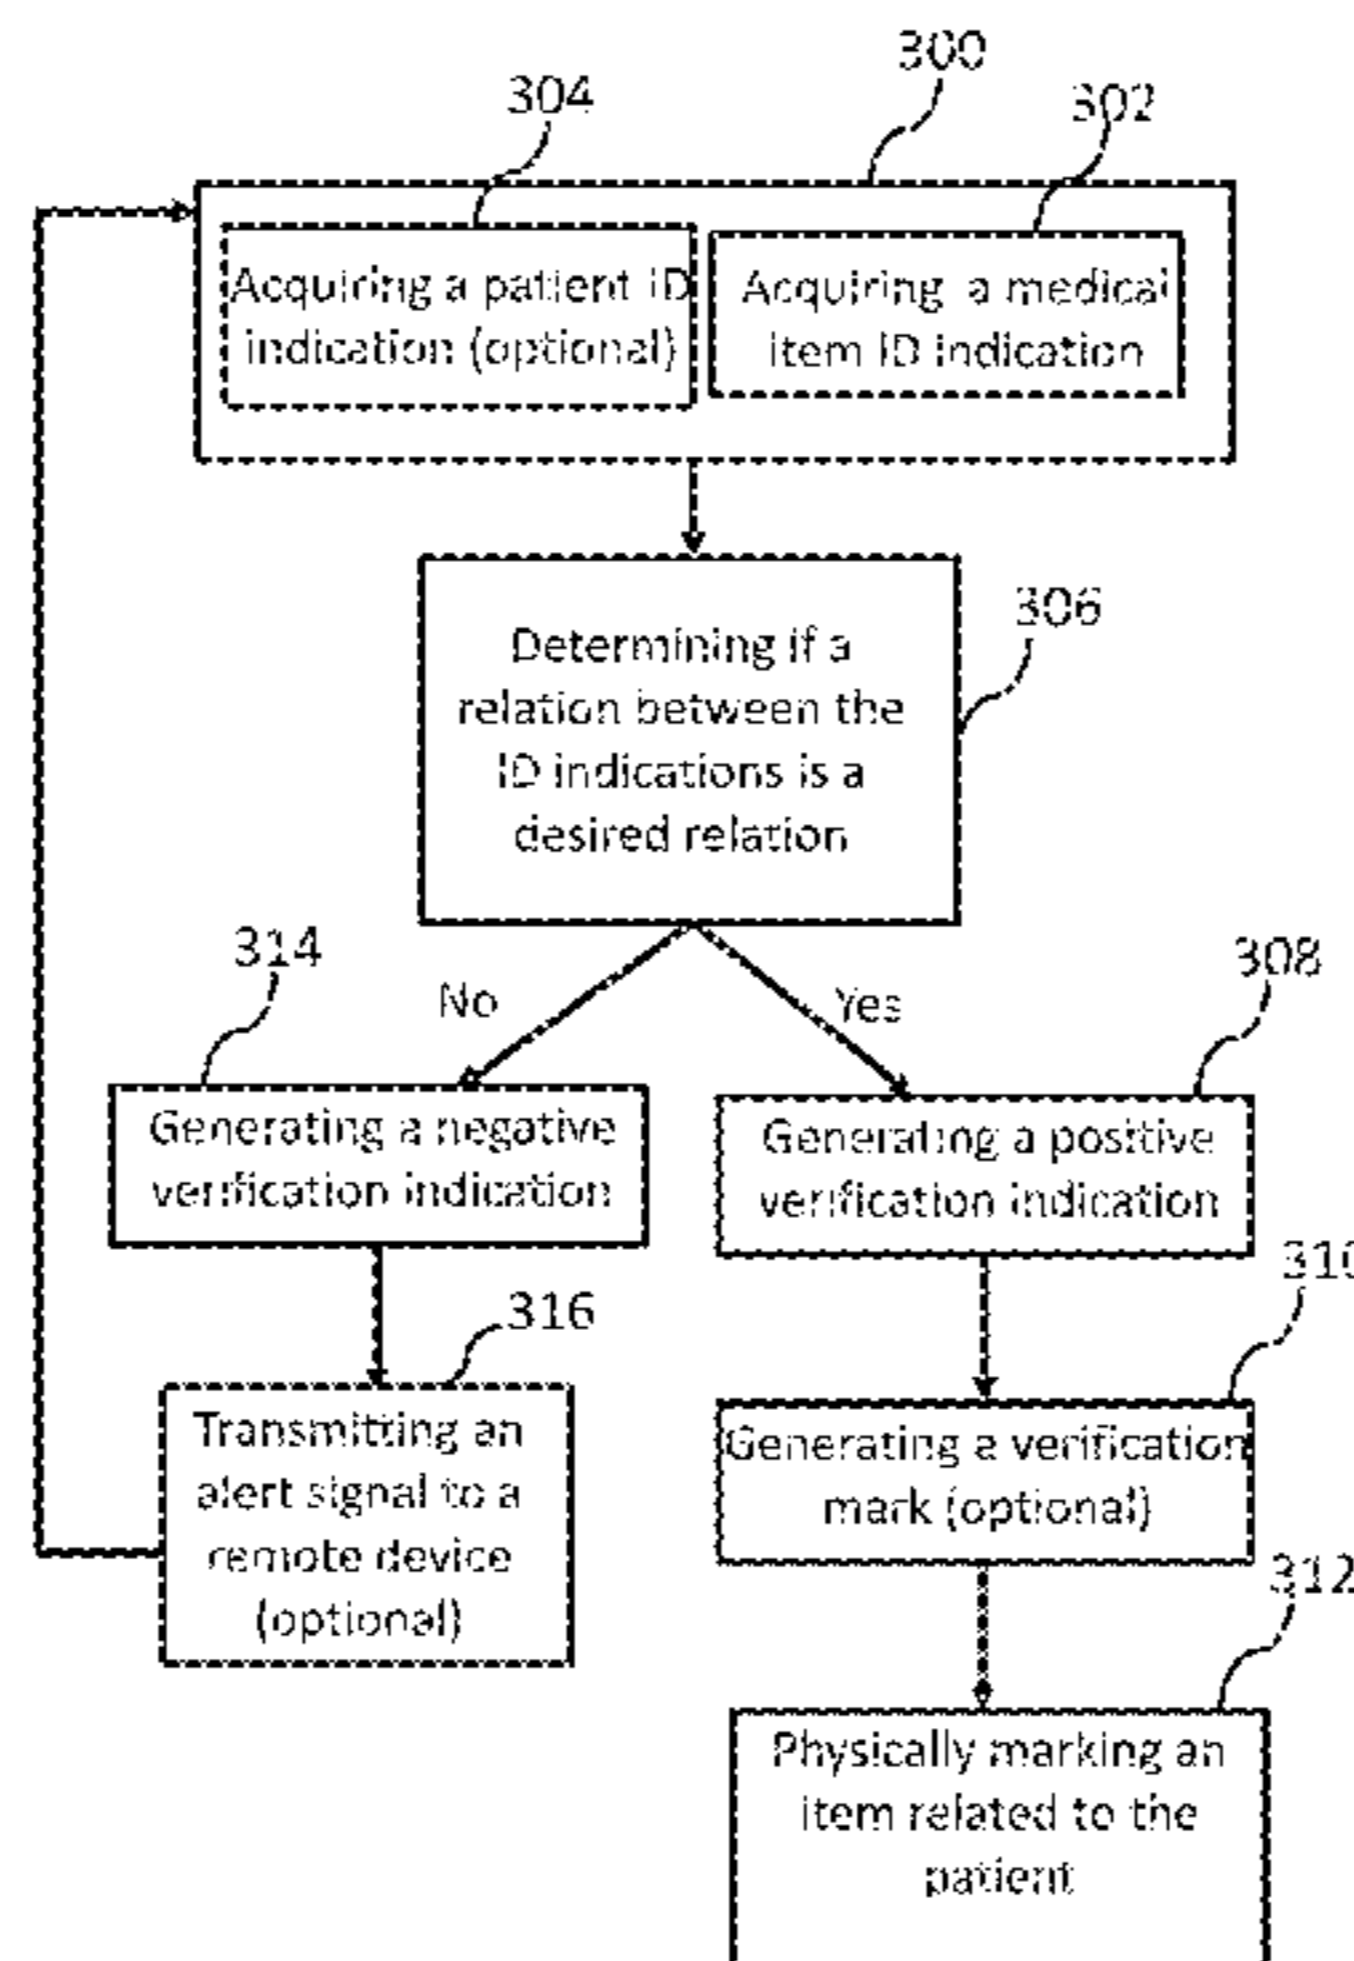 300
304
302
Acquiring a patient ID
indication (optional)
Acquiring a medical
item ID indication
306
Determining if a
relation between the
ID indications is a
desired relation
314
No
Yes
308
Generating a negative
verification indication
Generating a positive
verification indication
310
316
Transmitting an
alert signal to a
remote device
(optional)
Generating a verification
mark (optional)
312
Physically marking an
item related to the
patient